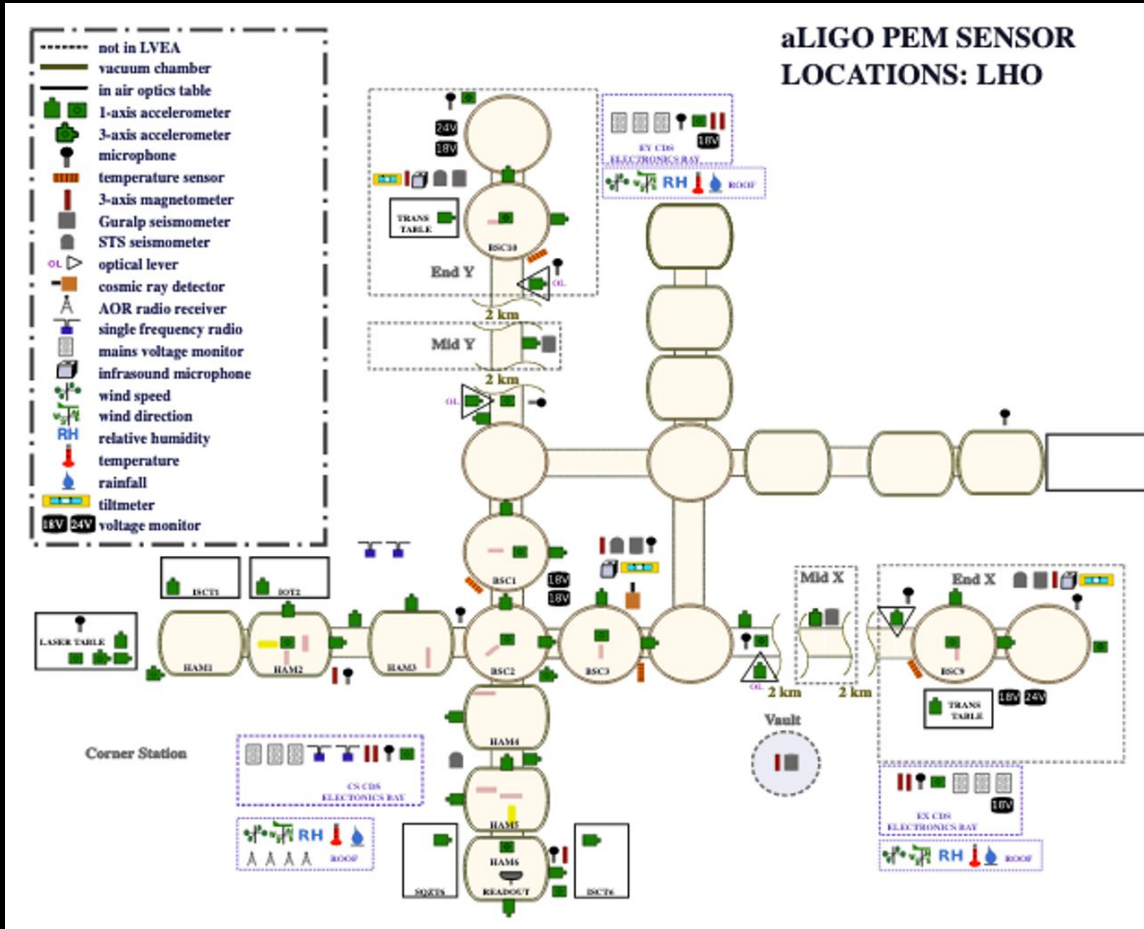 aLIGO PEM SENSOR
LOCATIONS: LHO
not in LVEA
vacuum chamber
in air optics table
1-axis accelerometer
3-axis accelerometer
microphone
temperature sensor
3-axis magnetometer
Guralp seismometer
STS seismometer
OL optical lever
cosmic ray detector
AOR radio receiver
single frequency radio
mains voltage monitor
infrasound microphone
wind speed
wind direction
RH relative humidity
temperature
rainfall
tiltmeter
18V 24V voltage monitor
24V
18V
TRANS
TABLE
BSC10
End Y
OL
2 km
Mid Y
2 km
OL
18V
EY CDS
ELECTRONICS BAY
RH ROOF
BSC1
18V
18V
ISCT1
IOT2
LASER TABLE
HAM1
HAM2
HAM3
BSC2
BSC3
OL
2 km
Mid X
2 km
End X
BSC9
TRANS
TABLE
18V 24V
Vault
HAM4
Corner Station
CS CDS
ELECTONICS BAY
RH
ROOF
HAM5
HAM6
READOUT
SQZT6
ISCT6
18V
EX CDS
ELECTRONICS BAY
RH ROOF